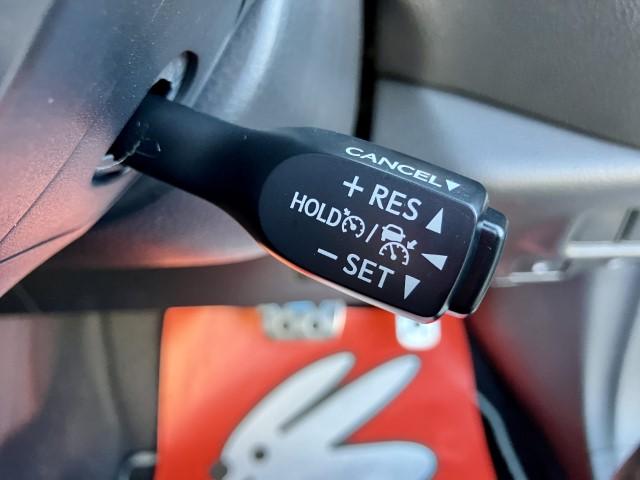 CANCEL▼
+ RES ▲
HOLD /
− SET ▼